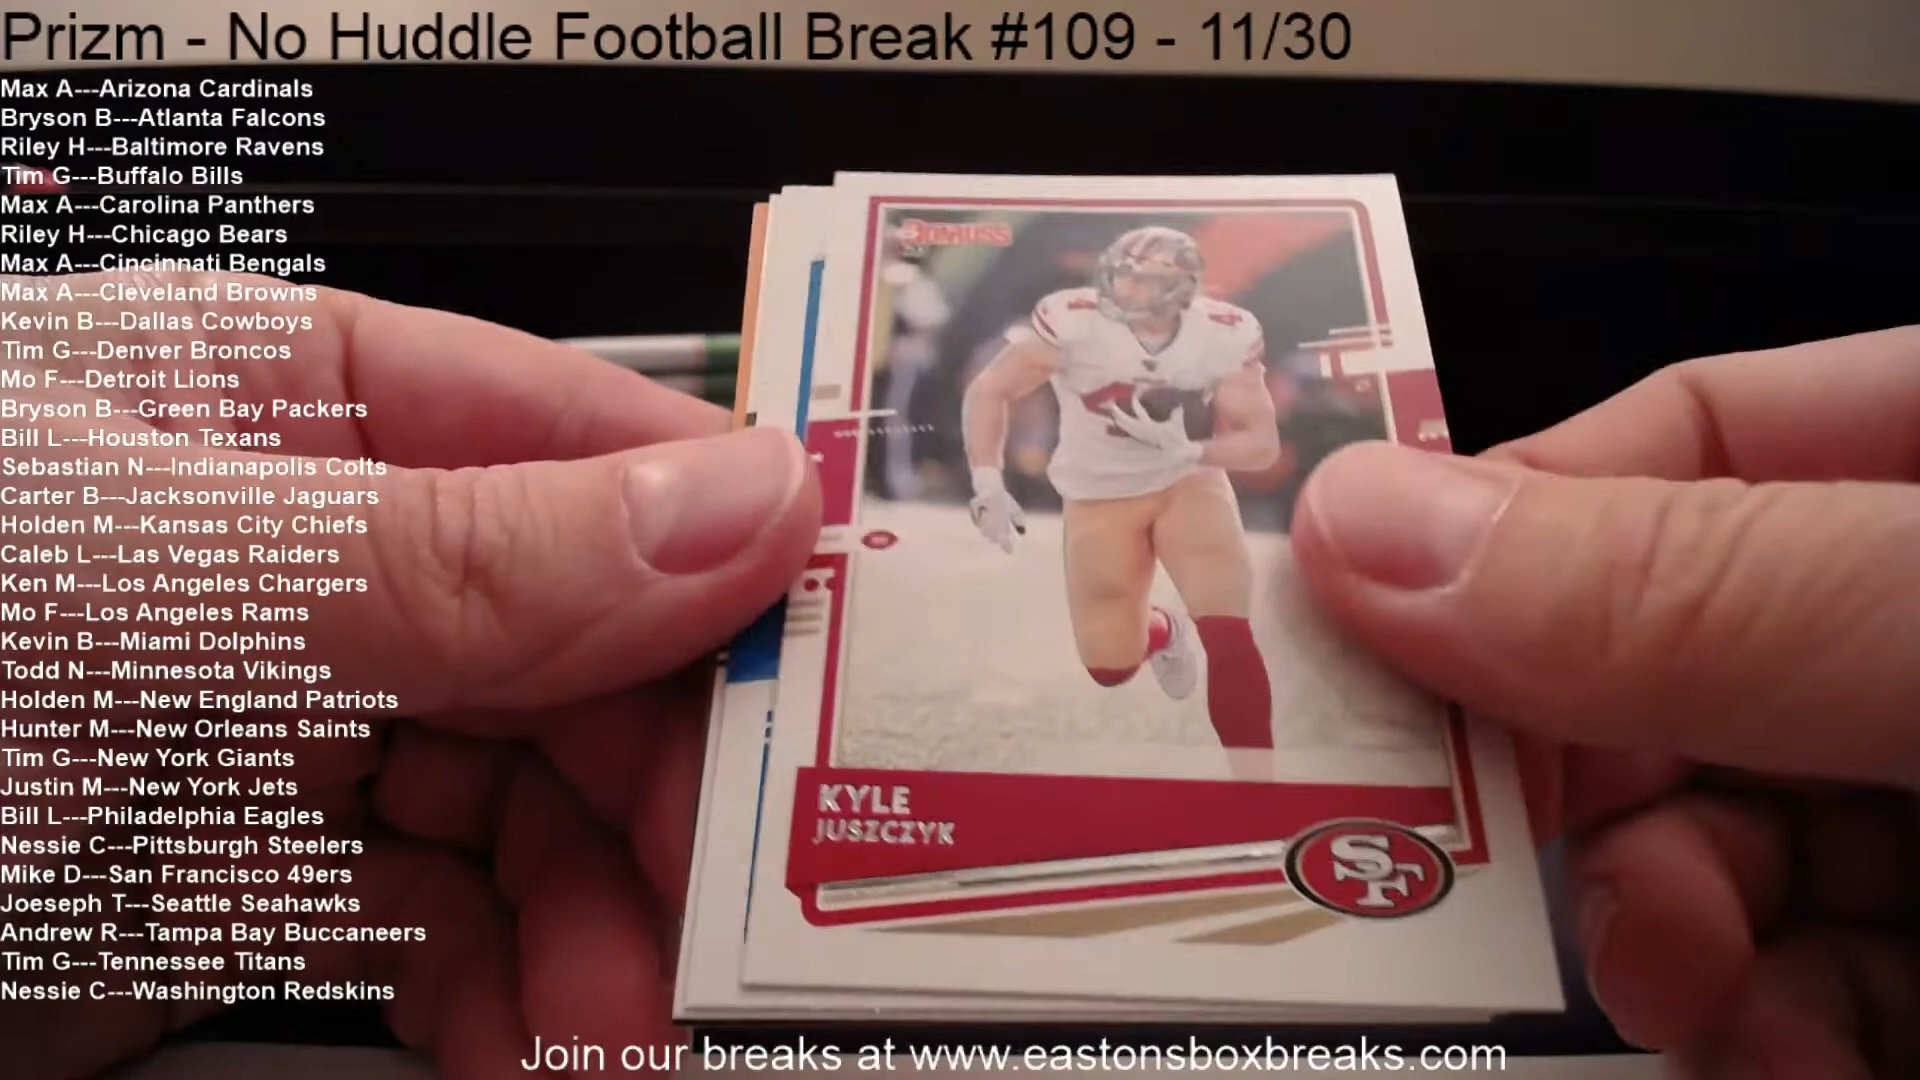 Prizm - No Huddle Football Break #109 - 11/30
Max A---Arizona Cardinals
Bryson B---Atlanta Falcons
Riley H---Baltimore Ravens
Tim G---Buffalo Bills
Max A---Carolina Panthers
Riley H---Chicago Bears
Max A---Cincinnati Bengals
Max A---Cleveland Browns
Kevin B---Dallas Cowboys
Tim G---Denver Broncos
Mo F---Detroit Lions
Bryson B---Green Bay Packers
Bill L---Houston Texans
Sebastian N---Indianapolis Colts
Carter B---Jacksonville Jaguars
Holden M---Kansas City Chiefs
Caleb L---Las Vegas Raiders
Ken M---Los Angeles Chargers
Mo F---Los Angeles Rams
Kevin B---Miami Dolphins
Todd N---Minnesota Vikings
Holden M---New England Patriots
Hunter M---New Orleans Saints
Tim G---New York Giants
Justin M---New York Jets
Bill L---Philadelphia Eagles
Nessie C---Pittsburgh Steelers
Mike D---San Francisco 49ers
Joeseph T---Seattle Seahawks
Andrew R---Tampa Bay Buccaneers
Tim G---Tennessee Titans
Nessie C---Washington Redskins
DONRUSS
KYLE
JUSZCZYK
SF
Join our breaks at www.eastonsboxbreaks.com